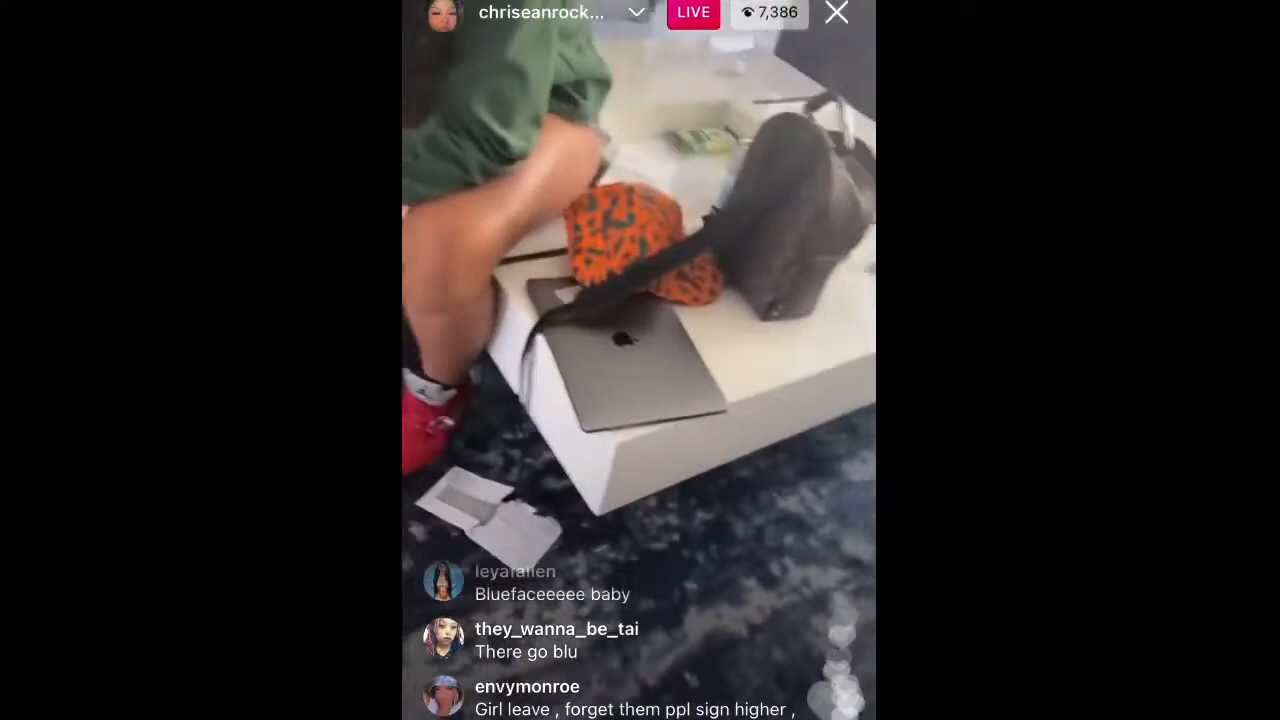 chriseanrock...
LIVE
7,386
leyafallen
Bluefaceeeee baby
they_wanna_be_tai
There go blu
envymonroe
Girl leave , forget them ppl sign higher ,